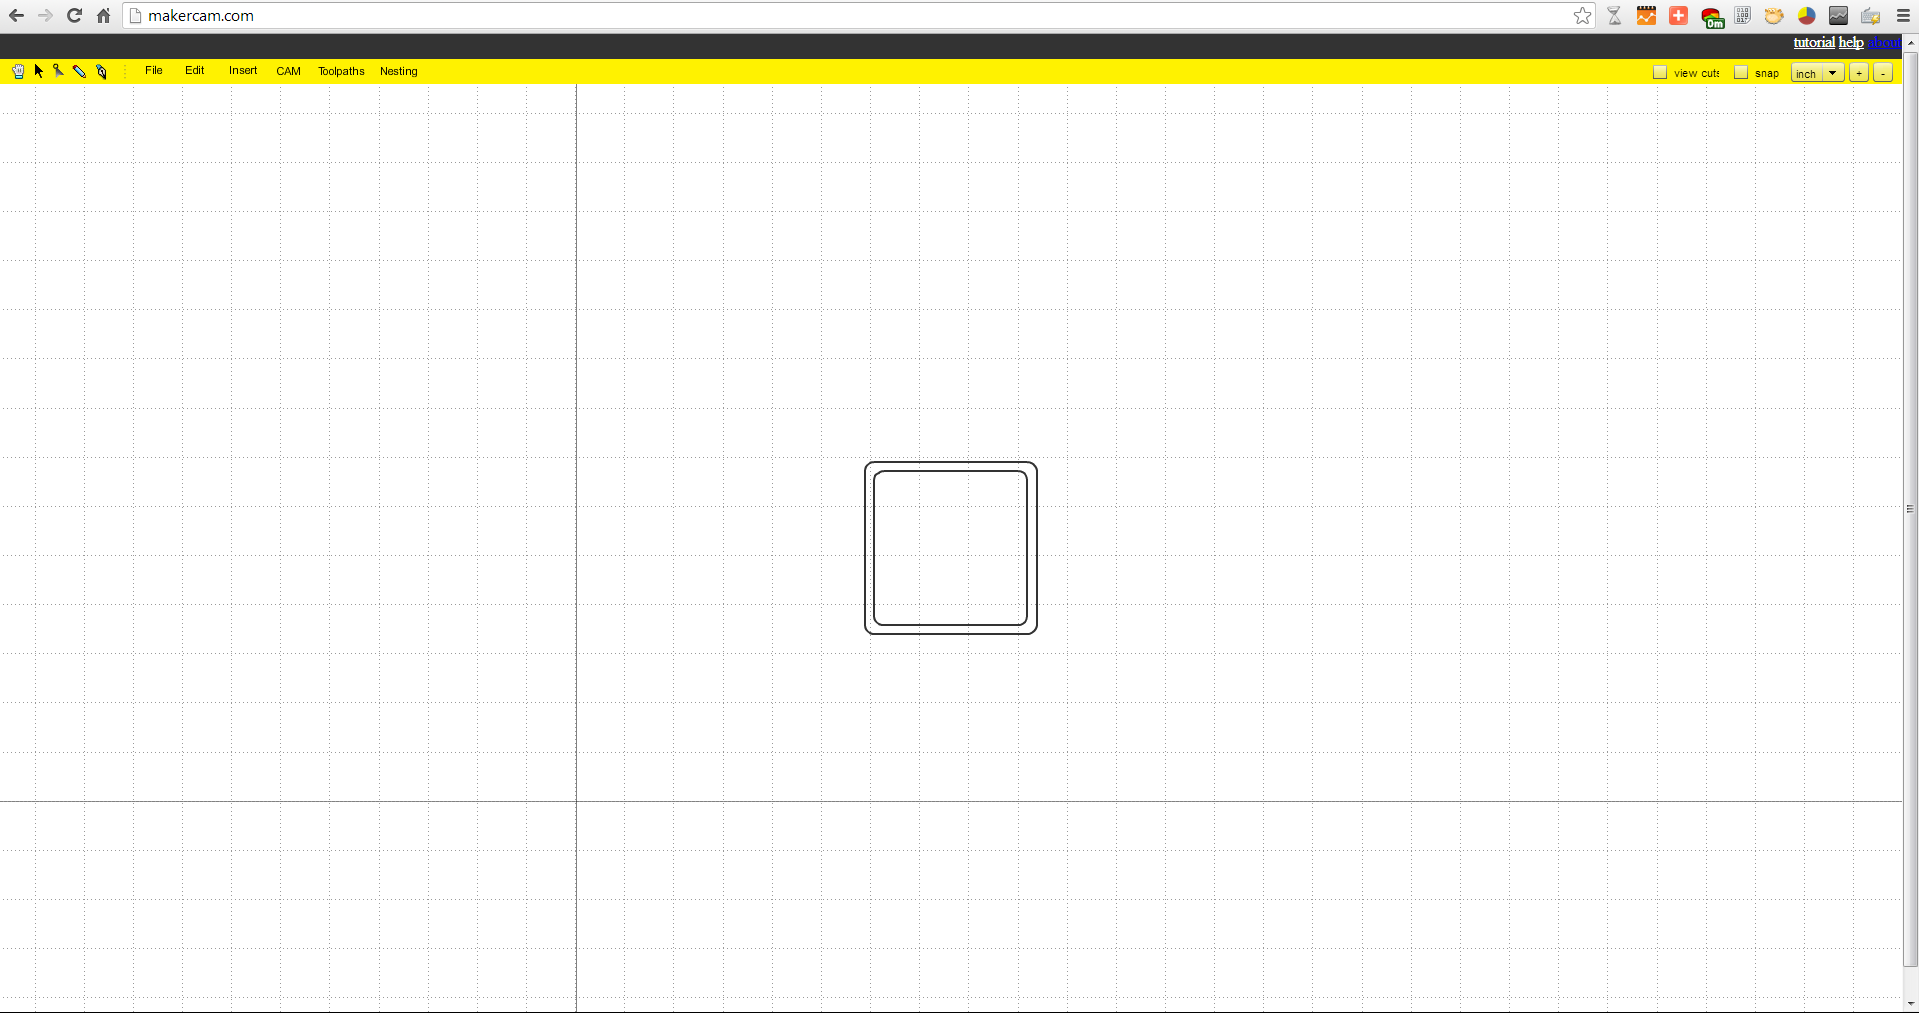 makercam.com
0m
tutorial help about
File Edit Insert CAM Toolpaths Nesting view cuts snap inch + -